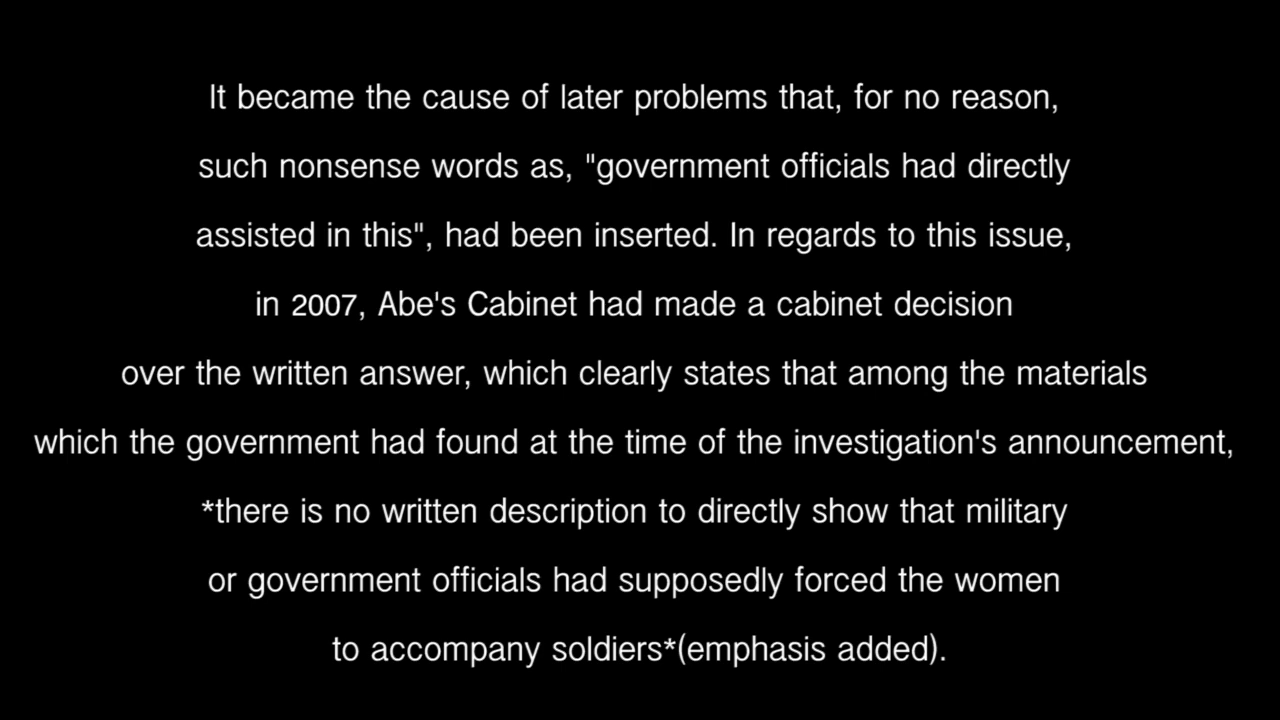 It became the cause of later problems that, for no reason,
such nonsense words as, "government officials had directly
assisted in this", had been inserted. In regards to this issue,
in 2007, Abe's Cabinet had made a cabinet decision
over the written answer, which clearly states that among the materials
which the government had found at the time of the investigation's announcement,
*there is no written description to directly show that military
or government officials had supposedly forced the women
to accompany soldiers*(emphasis added).